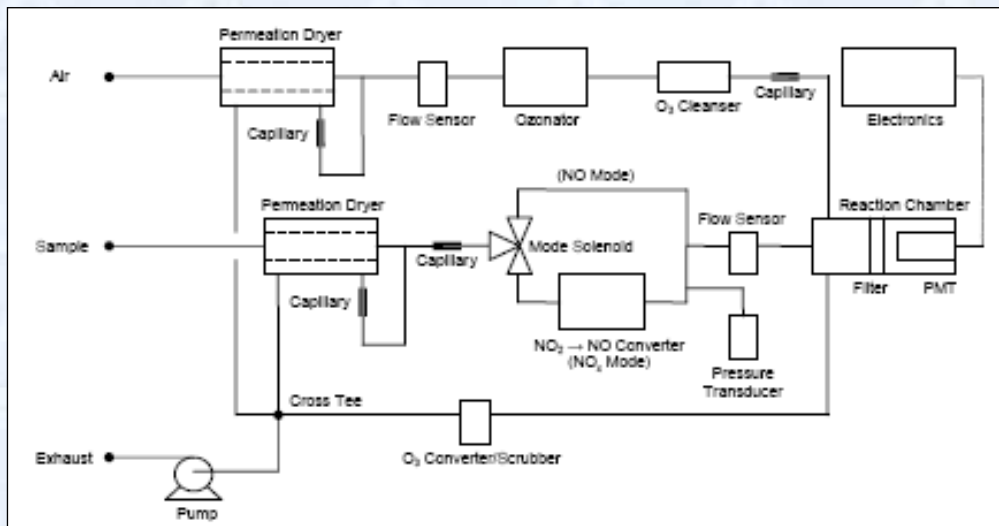 Permeation Dryer
Air
Capillary
Flow Sensor
Ozonator
O₃ Cleanser
Capillary
Electronics
(NO Mode)
Permeation Dryer
Flow Sensor
Reaction Chamber
Sample
Capillary
Mode Solenoid
Capillary
Filter
PMT
NO₂ → NO Converter
(NOₓ Mode)
Pressure
Transducer
Cross Tee
Exhaust
O₃ Converter/Scrubber
Pump